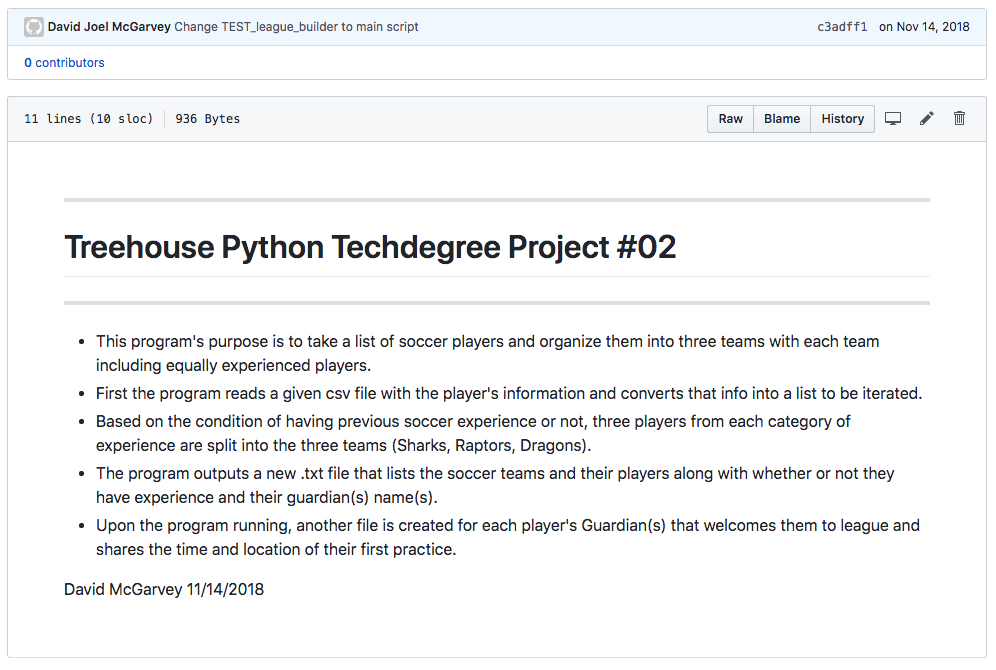 David Joel McGarvey Change TEST_league_builder to main script c3adff1 on Nov 14, 2018
0 contributors
11 lines (10 sloc) 936 Bytes Raw Blame History
Treehouse Python Techdegree Project #02
• This program's purpose is to take a list of soccer players and organize them into three teams with each team
including equally experienced players.
• First the program reads a given csv file with the player's information and converts that info into a list to be iterated.
• Based on the condition of having previous soccer experience or not, three players from each category of
experience are split into the three teams (Sharks, Raptors, Dragons).
• The program outputs a new .txt file that lists the soccer teams and their players along with whether or not they
have experience and their guardian(s) name(s).
• Upon the program running, another file is created for each player's Guardian(s) that welcomes them to league and
shares the time and location of their first practice.
David McGarvey 11/14/2018